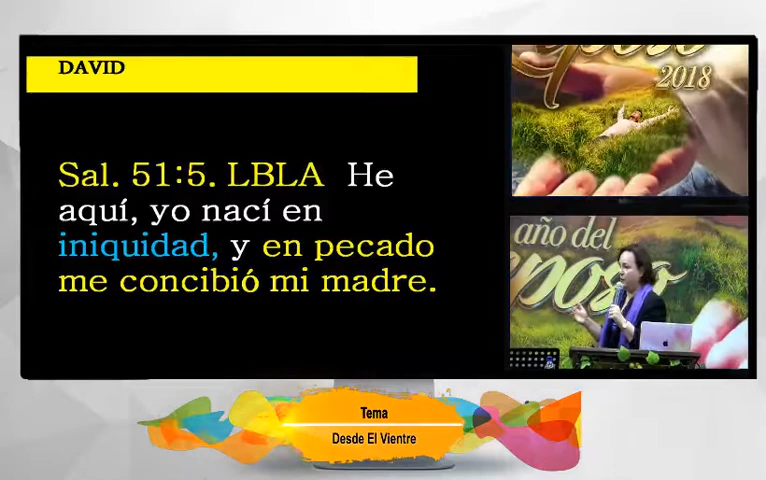 DAVID
Sal. 51:5. LBLA He
aquí, yo nací en
iniquidad, y en pecado
me concibió mi madre.
2018
año del
Tema
Desde El Vientre